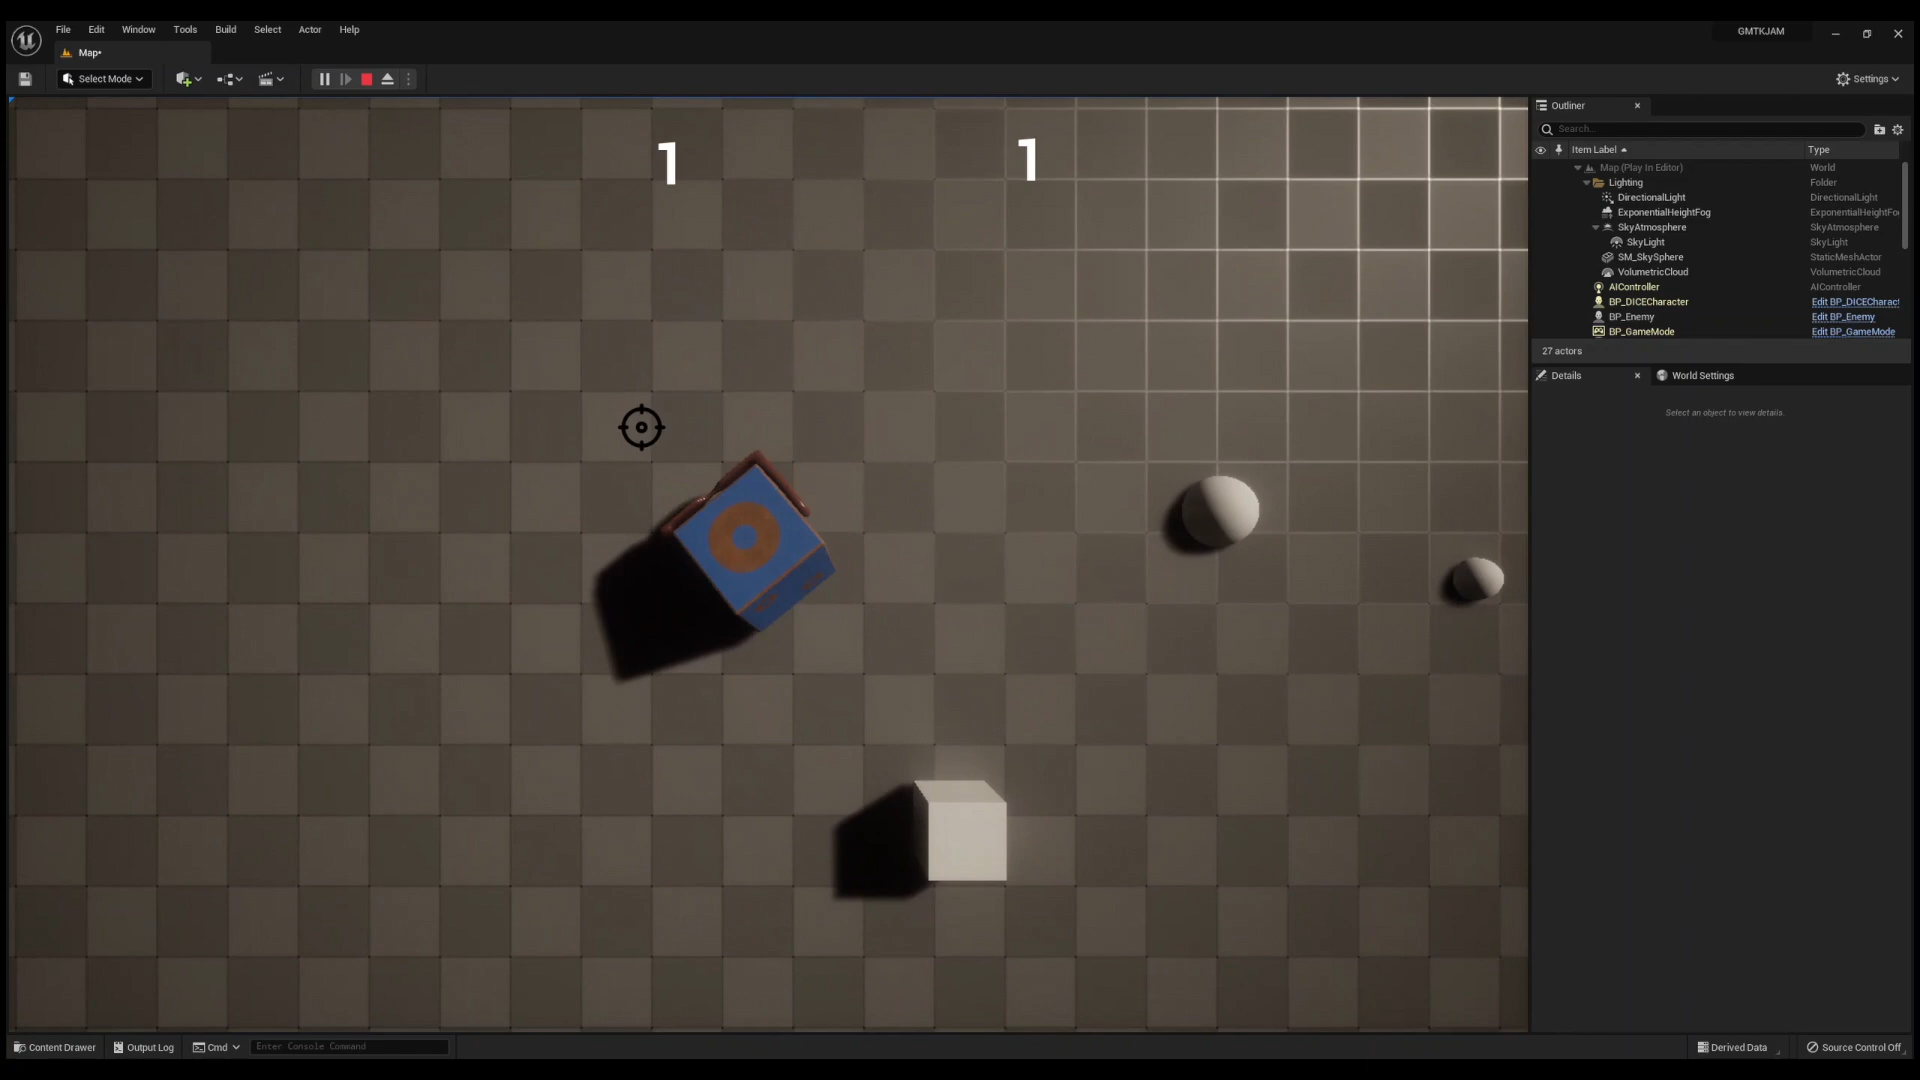 File Edit Window Tools Build Select Actor Help
GMTKJAM
Map•
Select Mode
Settings
1 1
Outliner
Search...
Item Label Type
Map (Play In Editor) World
Lighting Folder
DirectionalLight DirectionalLight
ExponentialHeightFog ExponentialHeightFo
SkyAtmosphere SkyAtmosphere
SkyLight SkyLight
SM_SkySphere StaticMeshActor
VolumetricCloud VolumetricCloud
AIController AIController
BP_DICECharacter Edit BP_DICECharact
BP_Enemy Edit BP_Enemy
BP_GameMode Edit BP_GameMode
27 actors
Details World Settings
Select an object to view details.
Content Drawer Output Log Cmd Enter Console Command Derived Data Source Control Off